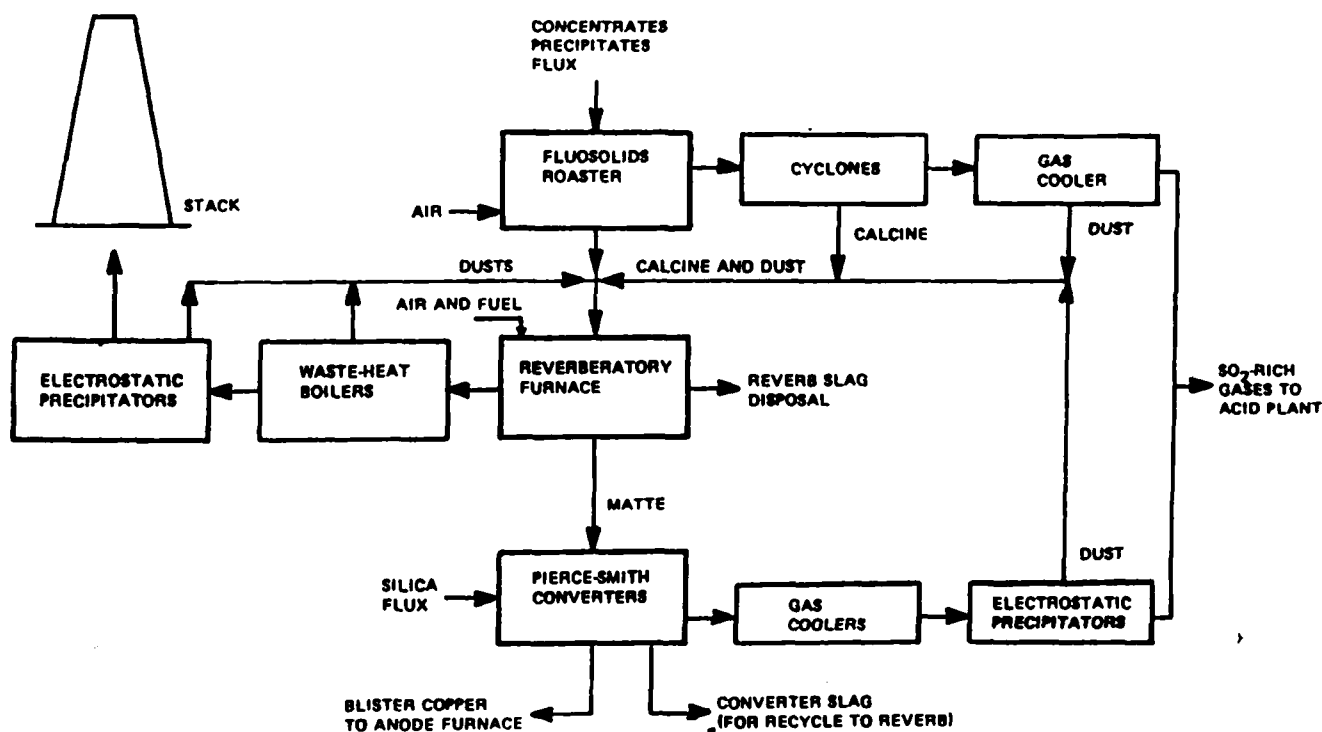 CONCENTRATES
PRECIPITATES
FLUX
FLUOSOLIDS
ROASTER
CYCLONES
GAS
COOLER
STACK
AIR
CALCINE
DUST
DUSTS
CALCINE AND DUST
AIR AND FUEL
ELECTROSTATIC
PRECIPITATORS
WASTE-HEAT
BOILERS
REVERBERATORY
FURNACE
REVERB SLAG
DISPOSAL
SO2-RICH
GASES TO
ACID PLANT
MATTE
DUST
SILICA
FLUX
PIERCE-SMITH
CONVERTERS
GAS
COOLERS
ELECTROSTATIC
PRECIPITATORS
BLISTER COPPER
TO ANODE FURNACE
CONVERTER SLAG
(FOR RECYCLE TO REVERB)